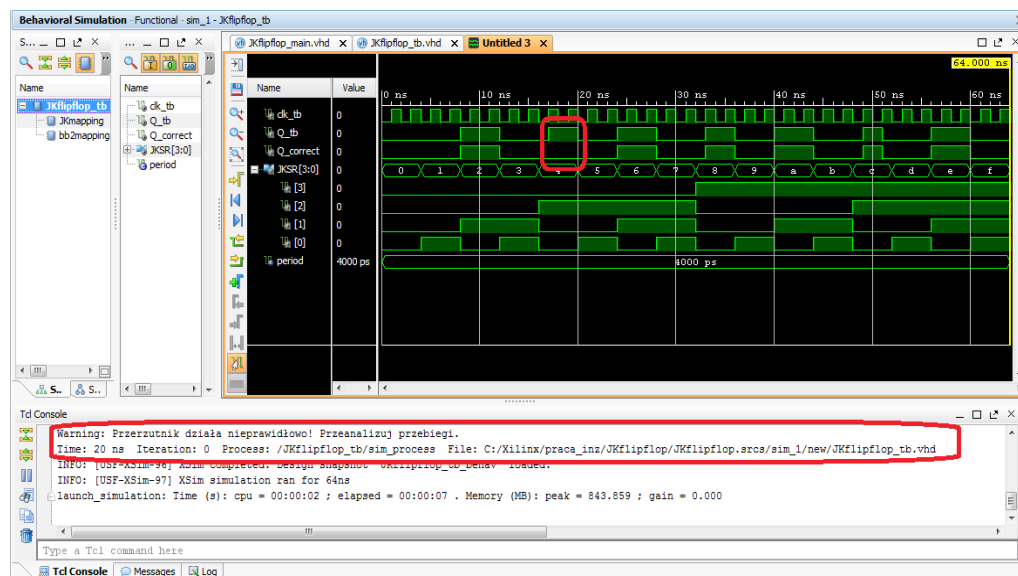 Behavioral Simulation - Functional - sim_1 - JKflipflop_tb
S...
...
JKflipflop_main.vhd
JKflipflop_tb.vhd
Untitled 3
64.000 ns
Name
Name
Name
Value
0 ns
10 ns
20 ns
30 ns
40 ns
50 ns
60 ns
JKflipflop_tb
JKmapping
bb2mapping
clk_tb
Q_tb
Q_correct
JKSR[3:0]
period
clk_tb
0
Q_tb
0
Q_correct
0
JKSR[3:0]
0
0 1 2 3 4 5 6 7 8 9 a b c d e f
[3]
0
[2]
0
[1]
0
[0]
0
period
4000 ps
4000 ps
S..
S..
Tcl Console
Warning: Przerzutnik działa nieprawidłowo! Przeanalizuj przebiegi.
Time: 20 ns Iteration: 0 Process: /JKflipflop_tb/sim_process File: C:/Xilinx/praca_inz/JKflipflop/JKflipflop.srcs/sim_1/new/JKflipflop_tb.vhd
INFO: [USF-XSim-96] XSim completed. Design snapshot 'JKflipflop_tb_behav' loaded.
INFO: [USF-XSim-97] XSim simulation ran for 64ns
launch_simulation: Time (s): cpu = 00:00:02 ; elapsed = 00:00:07 . Memory (MB): peak = 843.859 ; gain = 0.000
Type a Tcl command here
Tcl Console
Messages
Log